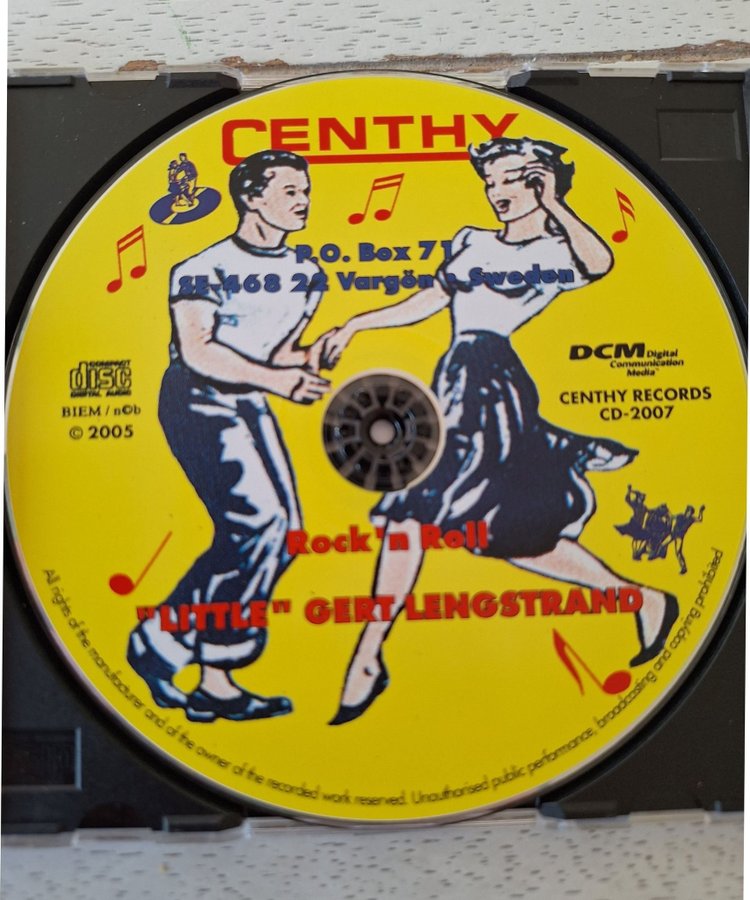 CENTHY
P.O. Box 71
SE-468 22 Vargön • Sweden
COMPACT
disc
DIGITAL AUDIO
BIEM / n©b
© 2005
DCM Digital
Communication
Media™
CENTHY RECORDS
CD-2007
Rock'n Roll
"LITTLE" GERT LENGSTRAND
All rights of the manufacturer and of the owner of the recorded work reserved. Unauthorised public performance, broadcasting and copying prohibited